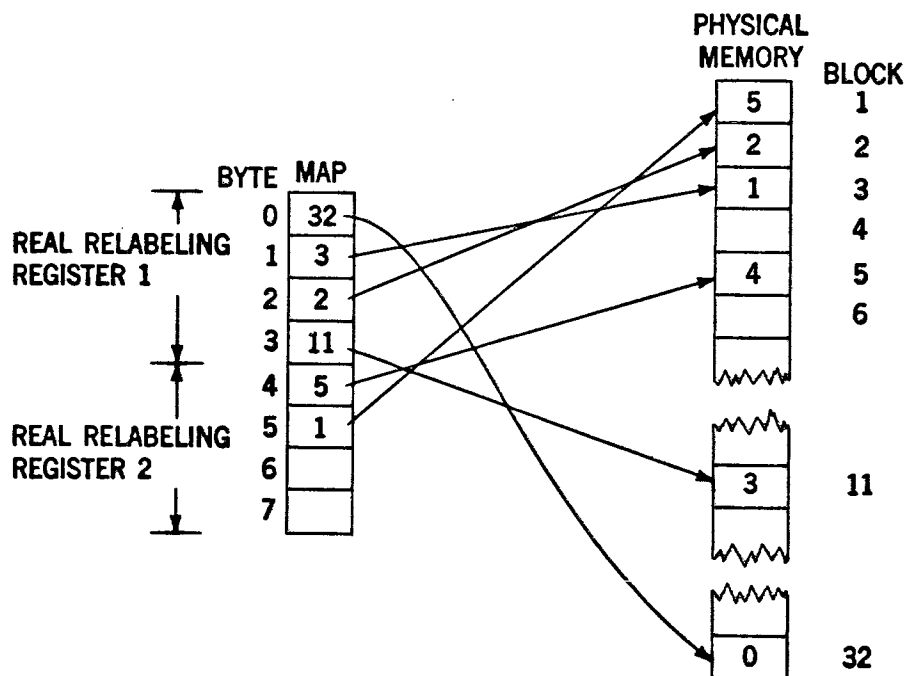 PHYSICAL
MEMORY
BLOCK
5 1
2 2
BYTE MAP
1 3
0 32
4
REAL RELABELING
REGISTER 1
1 3
4 5
2 2
6
3 11
4 5
REAL RELABELING
REGISTER 2
5 1
6
3 11
7
0 32